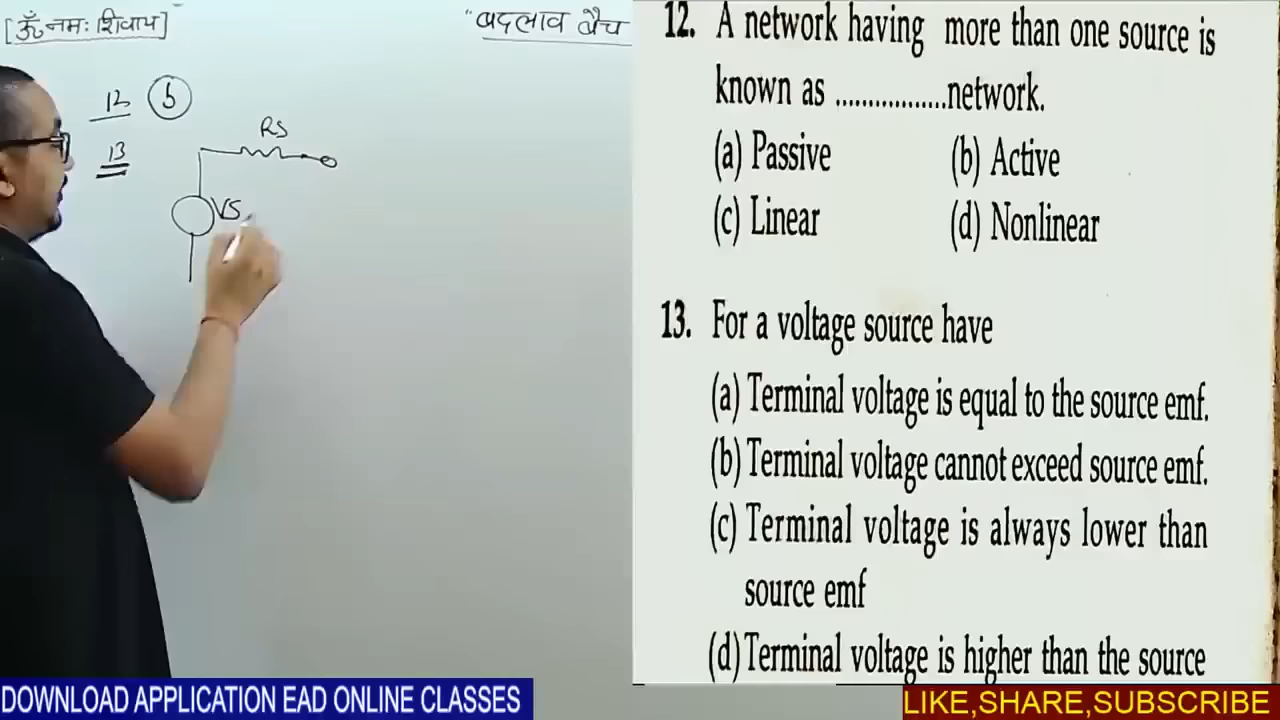 [ॐ नमः शिवाय]
"बदलाव बैच
12 (b)
13
RS
VS
12. A network having more than one source is
known as .................network.
(a) Passive (b) Active
(c) Linear (d) Nonlinear
13. For a voltage source have
(a) Terminal voltage is equal to the source emf.
(b) Terminal voltage cannot exceed source emf.
(c) Terminal voltage is always lower than
source emf
(d) Terminal voltage is higher than the source
DOWNLOAD APPLICATION EAD ONLINE CLASSES
LIKE,SHARE,SUBSCRIBE